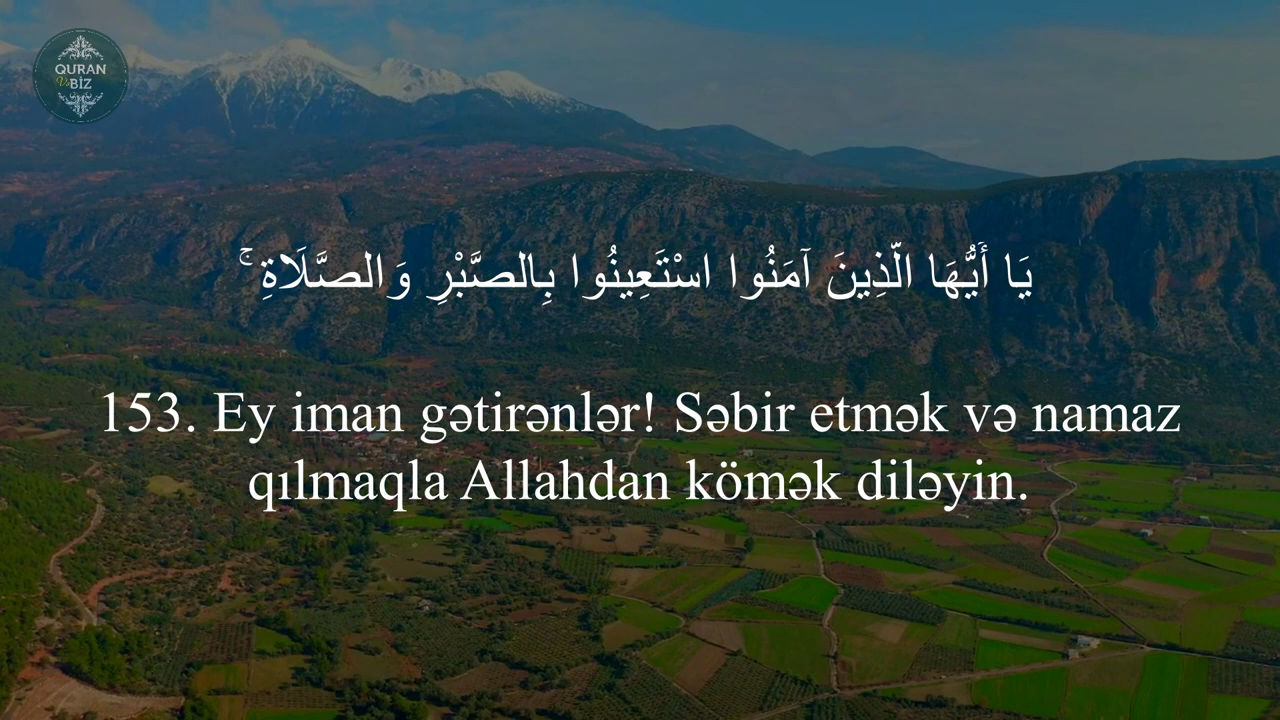 QURAN
Və
BİZ
يَا أَيُّهَا الَّذِينَ آمَنُوا اسْتَعِينُوا بِالصَّبْرِ وَالصَّلَاةِ ۚ
153. Ey iman gətirənlər! Səbir etmək və namaz
qılmaqla Allahdan kömək diləyin.